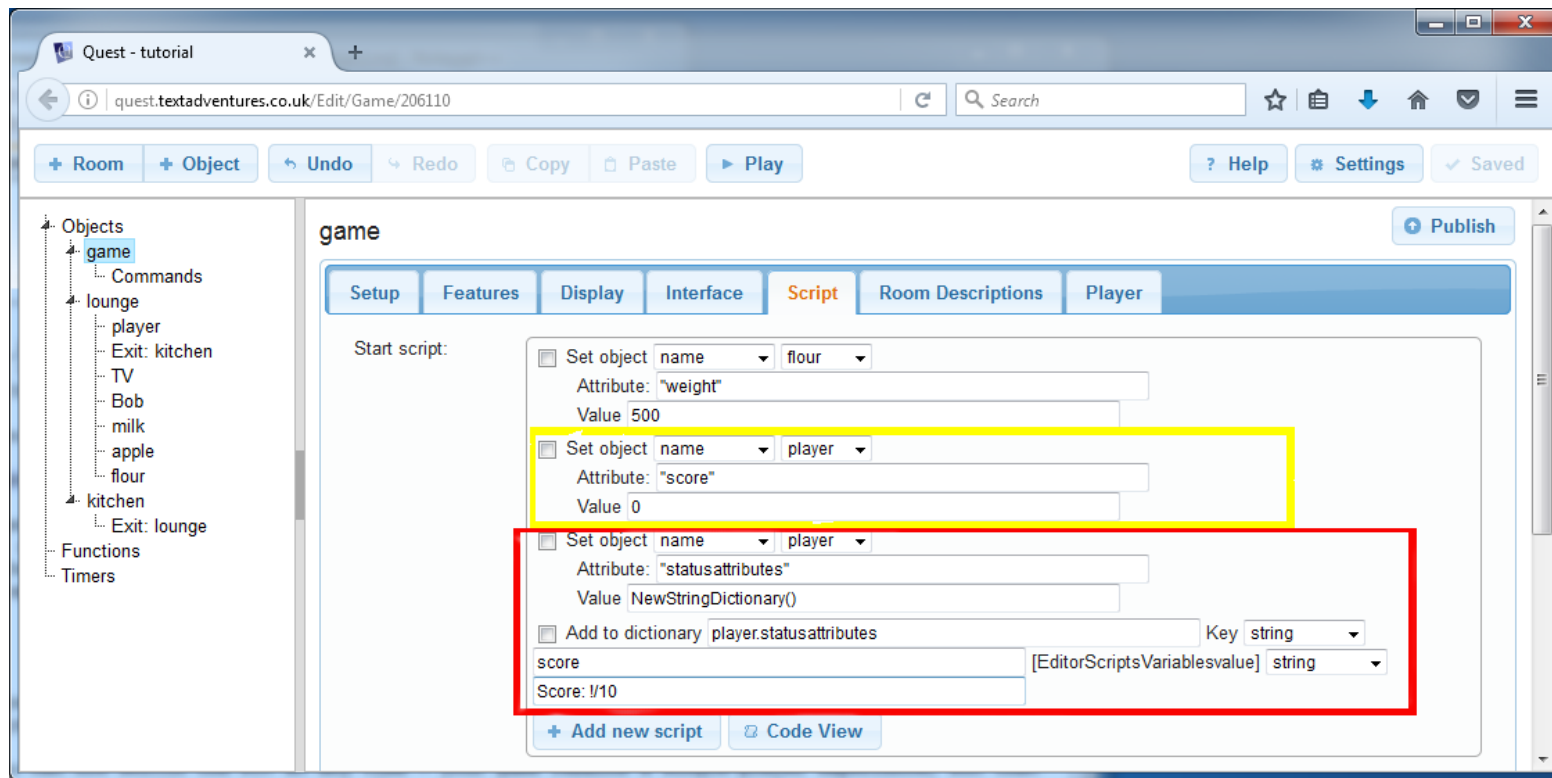 Quest - tutorial
quest.textadventures.co.uk/Edit/Game/206110
Search
+ Room + Object Undo Redo Copy Paste Play ? Help Settings Saved
Publish
Objects
game
Commands
lounge
player
Exit: kitchen
TV
Bob
milk
apple
flour
kitchen
Exit: lounge
Functions
Timers
game
Setup Features Display Interface Script Room Descriptions Player
Start script:
Set object name flour
Attribute: "weight"
Value 500
Set object name player
Attribute: "score"
Value 0
Set object name player
Attribute: "statusattributes"
Value NewStringDictionary()
Add to dictionary player.statusattributes Key string
score [EditorScriptsVariablesvalue] string
Score: !/10
+ Add new script Code View